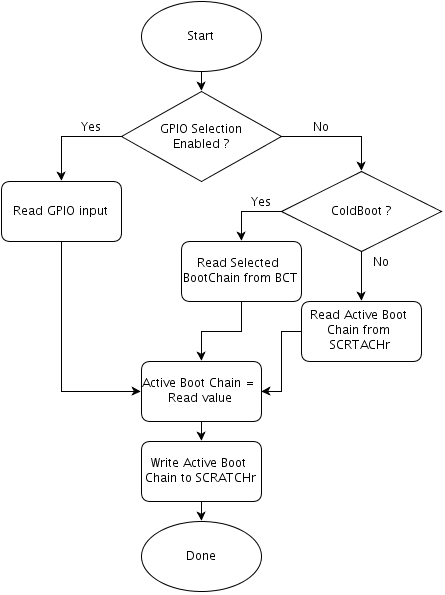 Start
GPIO Selection
Enabled ?
Yes
No
Read GPIO input
ColdBoot ?
Yes
No
Read Selected
BootChain from BCT
Read Active Boot
Chain from
SCRTACHr
Active Boot Chain =
Read value
Write Active Boot
Chain to SCRATCHr
Done